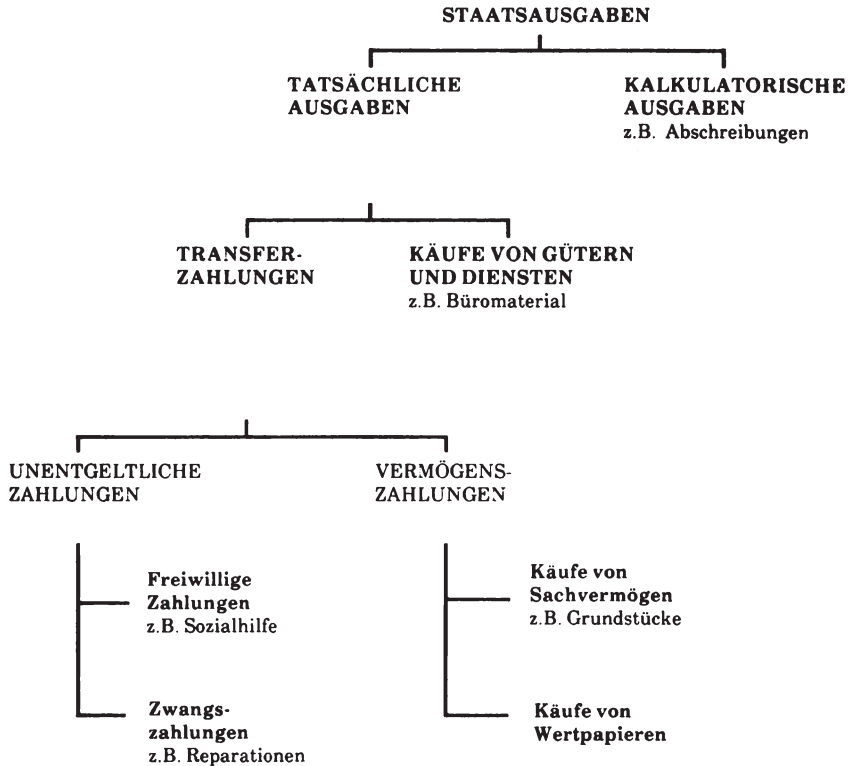 STAATSAUSGABEN
TATSÄCHLICHE
AUSGABEN
KALKULATORISCHE
AUSGABEN
z.B. Abschreibungen
TRANSFER-
ZAHLUNGEN
KÄUFE VON GÜTERN
UND DIENSTEN
z.B. Büromaterial
UNENTGELTLICHE
ZAHLUNGEN
VERMÖGENS-
ZAHLUNGEN
Freiwillige
Zahlungen
z.B. Sozialhilfe
Käufe von
Sachvermögen
z.B. Grundstücke
Zwangs-
zahlungen
z.B. Reparationen
Käufe von
Wertpapieren